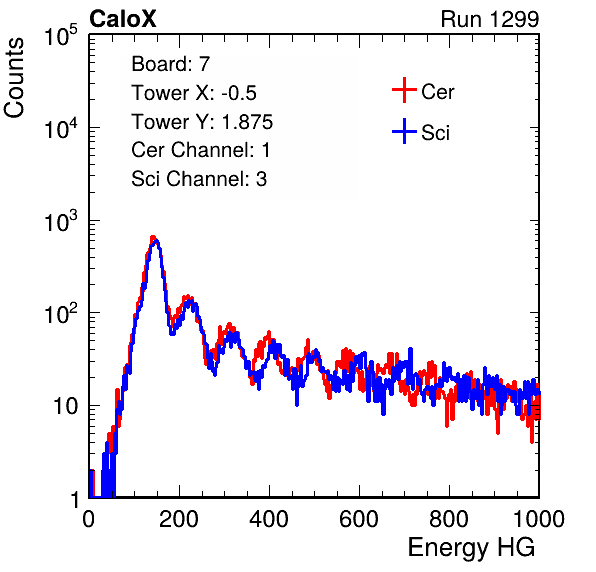 CaloX Run 1299
Counts
10^5
10^4
10^3
10^2
10
1
Board: 7
Tower X: -0.5
Tower Y: 1.875
Cer Channel: 1
Sci Channel: 3
Cer
Sci
0 200 400 600 800 1000
Energy HG